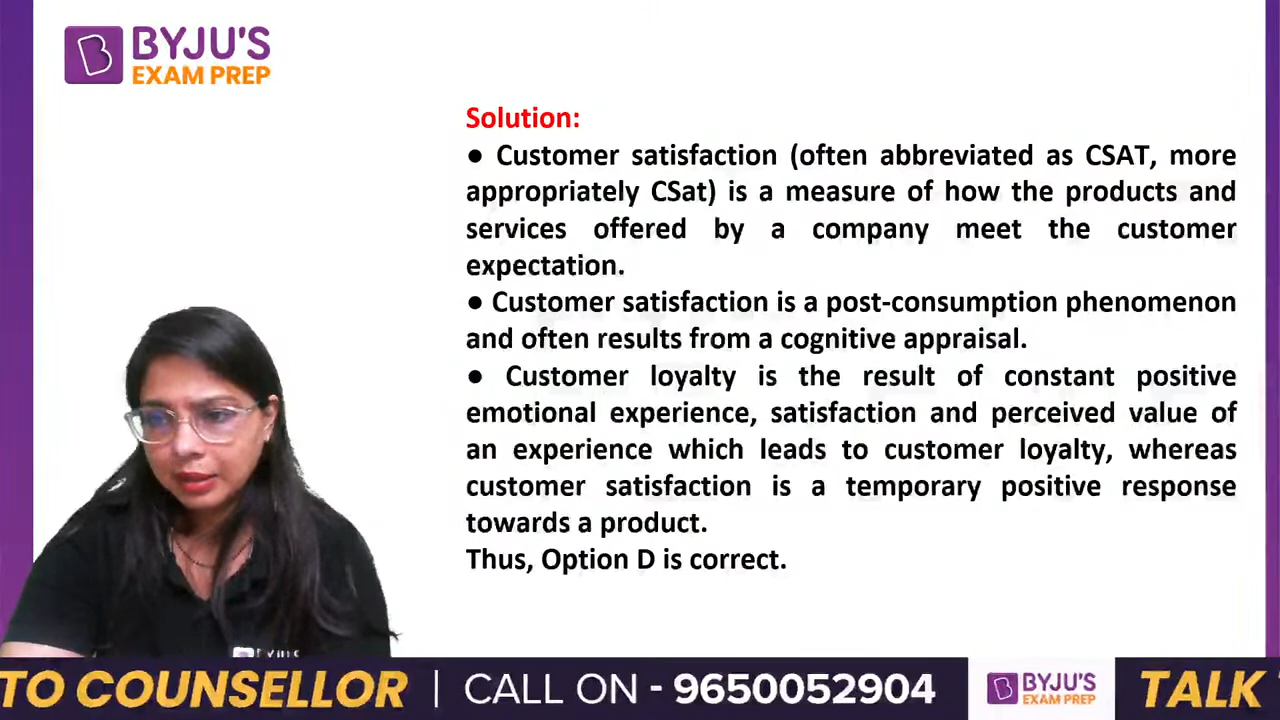 BYJU'S
EXAM PREP
Solution:
● Customer satisfaction (often abbreviated as CSAT, more
appropriately CSat) is a measure of how the products and
services offered by a company meet the customer
expectation.
● Customer satisfaction is a post-consumption phenomenon
and often results from a cognitive appraisal.
● Customer loyalty is the result of constant positive
emotional experience, satisfaction and perceived value of
an experience which leads to customer loyalty, whereas
customer satisfaction is a temporary positive response
towards a product.
Thus, Option D is correct.
TO COUNSELLOR | CALL ON - 9650052904
BYJU'S
EXAM PREP
TALK